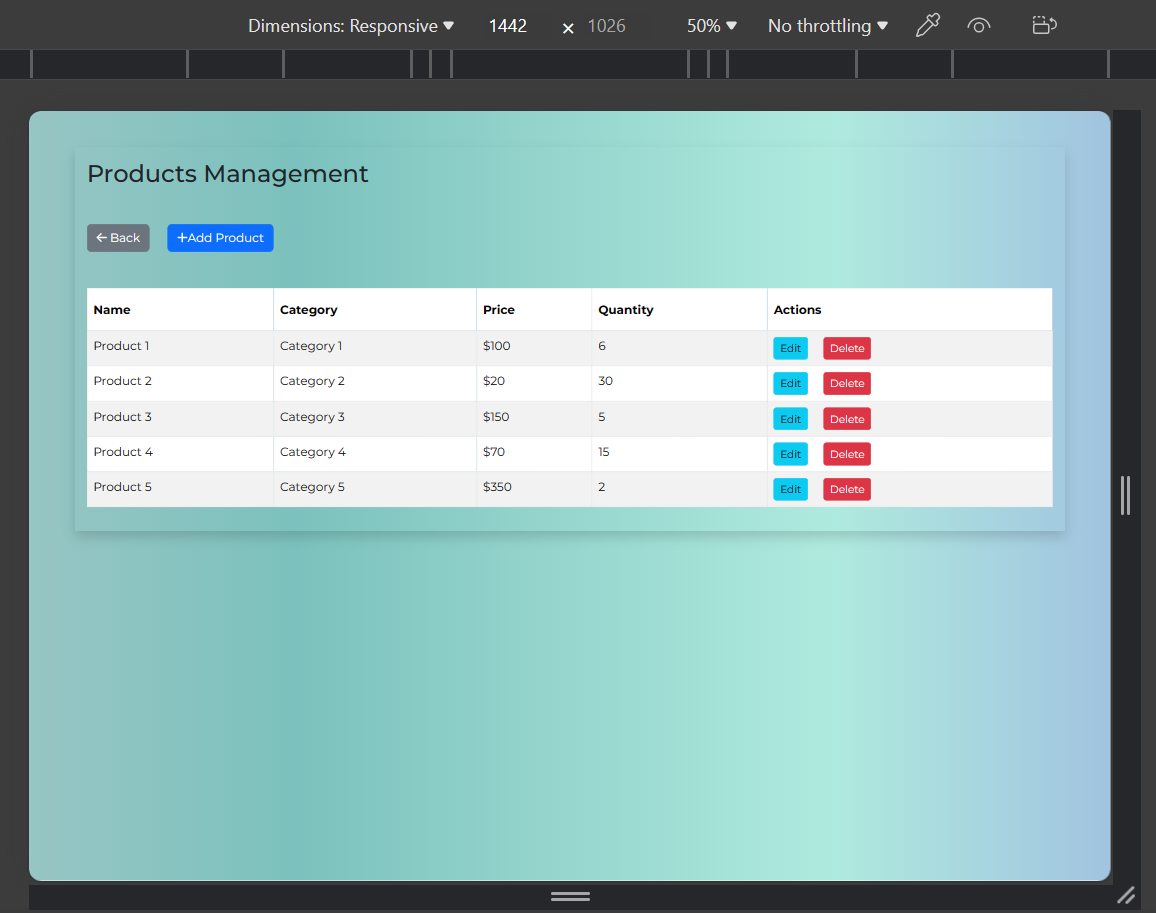 Dimensions: Responsive ▼ 1442 × 1026 50% ▼ No throttling ▼
Products Management
← Back +Add Product
Name Category Price Quantity Actions
Product 1 Category 1 $100 6 Edit Delete
Product 2 Category 2 $20 30 Edit Delete
Product 3 Category 3 $150 5 Edit Delete
Product 4 Category 4 $70 15 Edit Delete
Product 5 Category 5 $350 2 Edit Delete